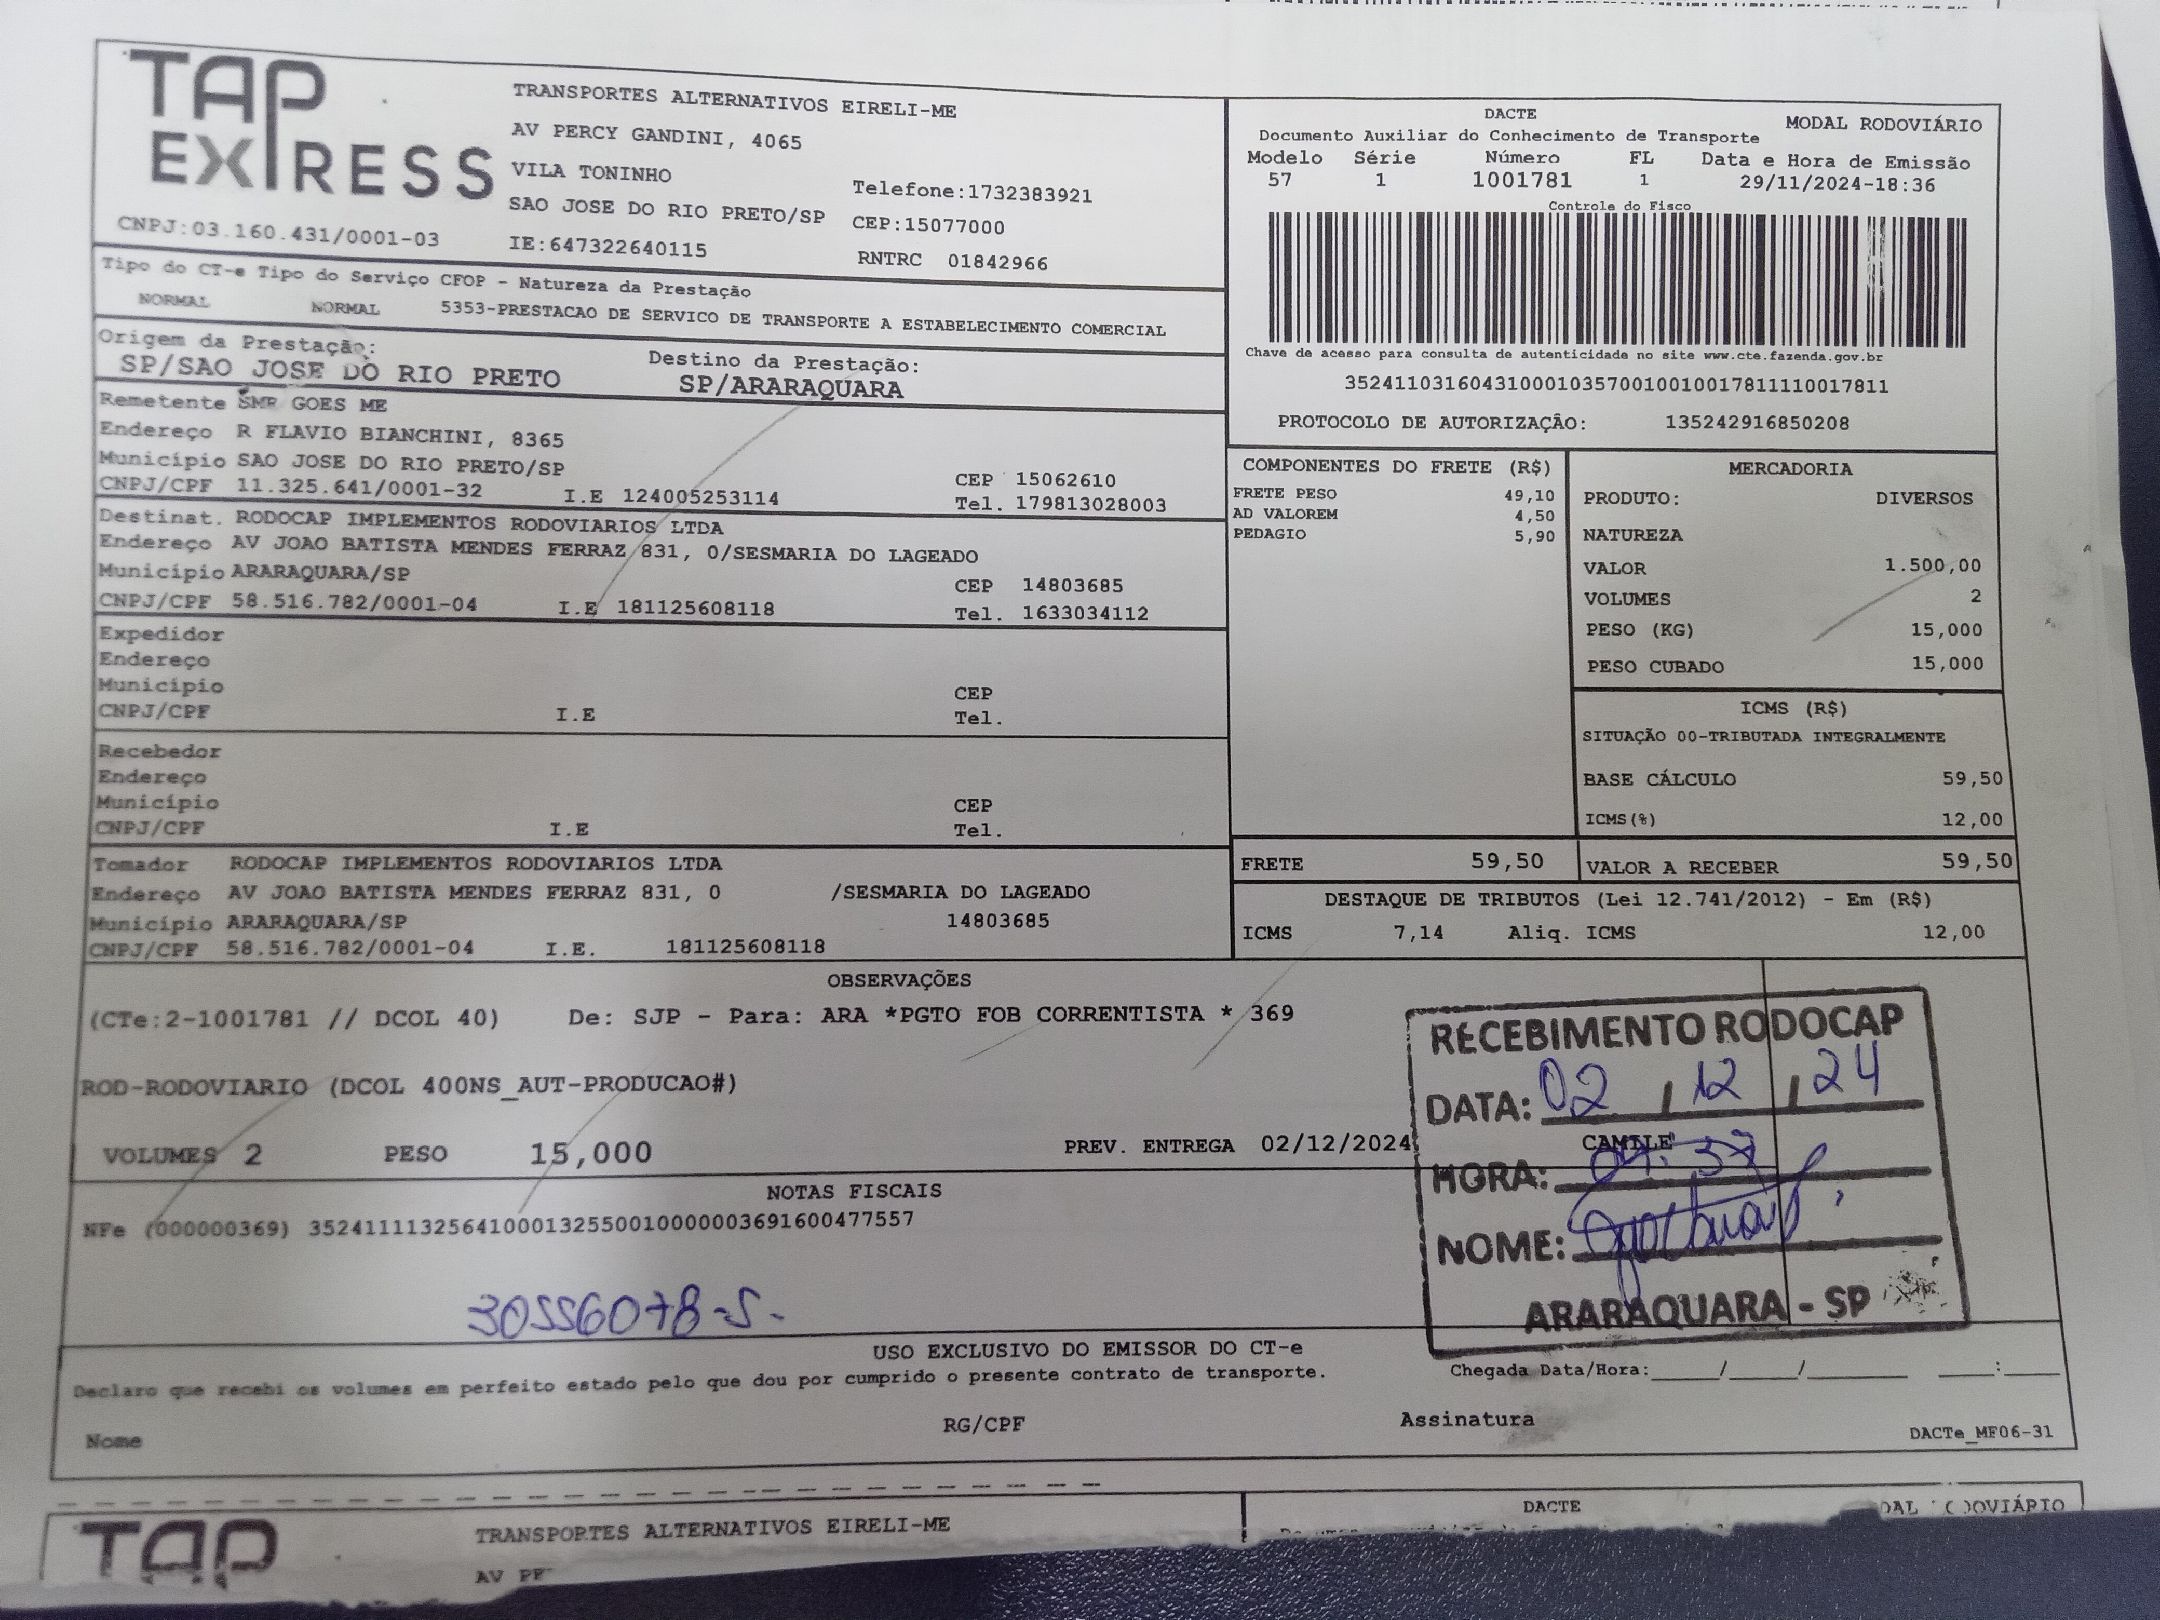 TAP EXPRESS
CNPJ:03.160.431/0001-03
TRANSPORTES ALTERNATIVOS EIRELI-ME
AV PERCY GANDINI, 4065
VILA TONINHO
SAO JOSE DO RIO PRETO/SP
IE:647322640115
Telefone:1732383921
CEP:15077000
RNTRC 01842966
DACTE
MODAL RODOVIÁRIO
Documento Auxiliar do Conhecimento de Transporte
Modelo Série Número FL Data e Hora de Emissão
57 1 1001781 1 29/11/2024-18:36
Controle do Fisco
Chave de acesso para consulta de autenticidade no site www.cte.fazenda.gov.br
35241103160431000103570010010017811110017811
PROTOCOLO DE AUTORIZAÇÂO: 135242916850208
Tipo do CT-e Tipo do Serviço CFOP - Natureza da Prestação
NORMAL NORMAL 5353-PRESTACAO DE SERVICO DE TRANSPORTE A ESTABELECIMENTO COMERCIAL
Origem da Prestação: Destino da Prestação:
SP/SAO JOSE DO RIO PRETO SP/ARARAQUARA
Remetente SMR GOES ME
Endereço R FLAVIO BIANCHINI, 8365
Município SAO JOSE DO RIO PRETO/SP CEP 15062610
CNPJ/CPF 11.325.641/0001-32 I.E 124005253114 Tel. 179813028003
Destinat. RODOCAP IMPLEMENTOS RODOVIARIOS LTDA
Endereço AV JOAO BATISTA MENDES FERRAZ 831, 0/SESMARIA DO LAGEADO
Município ARARAQUARA/SP CEP 14803685
CNPJ/CPF 58.516.782/0001-04 I.E 181125608118 Tel. 1633034112
Expedidor
Endereço
Município CEP
CNPJ/CPF I.E Tel.
Recebedor
Endereço
Município CEP
CNPJ/CPF I.E Tel.
Tomador RODOCAP IMPLEMENTOS RODOVIARIOS LTDA
Endereço AV JOAO BATISTA MENDES FERRAZ 831, 0 /SESMARIA DO LAGEADO
Município ARARAQUARA/SP 14803685
CNPJ/CPF 58.516.782/0001-04 I.E. 181125608118
COMPONENTES DO FRETE (R$)
FRETE PESO 49,10
AD VALOREM 4,50
PEDAGIO 5,90
MERCADORIA
PRODUTO: DIVERSOS
NATUREZA
VALOR 1.500,00
VOLUMES 2
PESO (KG) 15,000
PESO CUBADO 15,000
ICMS (R$)
SITUAÇÃO 00-TRIBUTADA INTEGRALMENTE
BASE CÁLCULO 59,50
ICMS(%) 12,00
FRETE 59,50 VALOR A RECEBER 59,50
DESTAQUE DE TRIBUTOS (Lei 12.741/2012) - Em (R$)
ICMS 7,14 Aliq. ICMS 12,00
OBSERVAÇÕES
(CTe:2-1001781 // DCOL 40) De: SJP - Para: ARA *PGTO FOB CORRENTISTA * 369
ROD-RODOVIARIO (DCOL 400NS_AUT-PRODUCAO#)
VOLUMES 2 PESO 15,000 PREV. ENTREGA 02/12/2024 CAMILE
RECEBIMENTO RODOCAP
DATA: 02 / 12 / 24
HORA:
NOME:
ARARAQUARA - SP
NOTAS FISCAIS
NFe (000000369) 35241111325641000132550010000003691600477557
30556078-5-
USO EXCLUSIVO DO EMISSOR DO CT-e
Declaro que recebi os volumes em perfeito estado pelo que dou por cumprido o presente contrato de transporte.
Chegada Data/Hora:_____/_____/_______ ____:____
Nome RG/CPF Assinatura
DACTe_MF06-31
TAP
TRANSPORTES ALTERNATIVOS EIRELI-ME
DACTE
AV